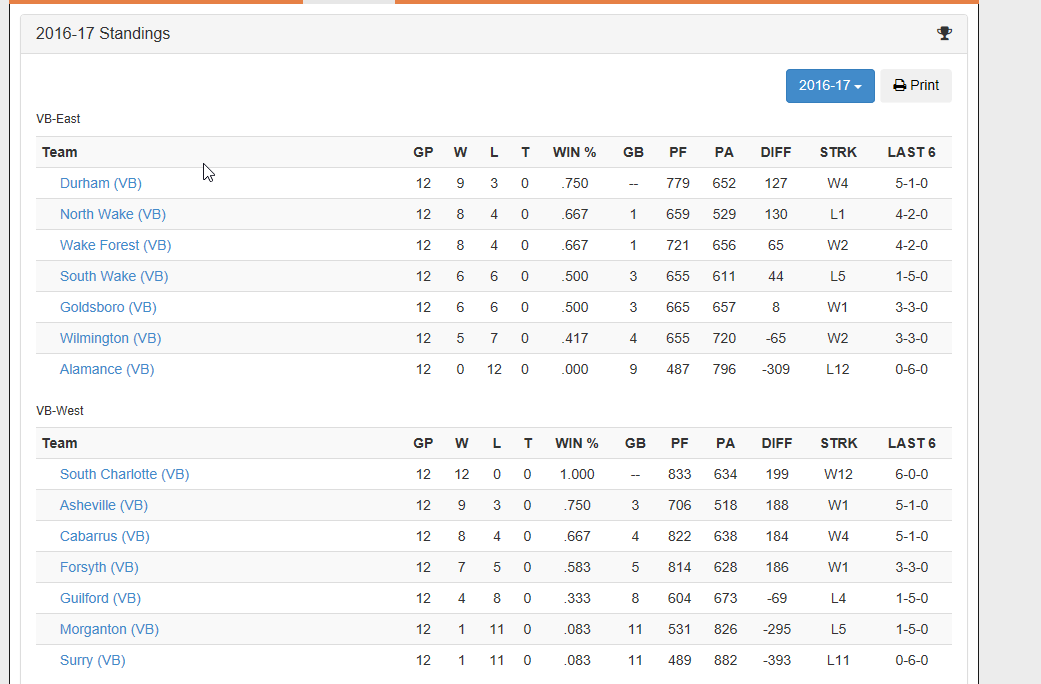 2016-17 Standings
2016-17 Print
VB-East
Team GP W L T WIN % GB PF PA DIFF STRK LAST 6
Durham (VB) 12 9 3 0 .750 -- 779 652 127 W4 5-1-0
North Wake (VB) 12 8 4 0 .667 1 659 529 130 L1 4-2-0
Wake Forest (VB) 12 8 4 0 .667 1 721 656 65 W2 4-2-0
South Wake (VB) 12 6 6 0 .500 3 655 611 44 L5 1-5-0
Goldsboro (VB) 12 6 6 0 .500 3 665 657 8 W1 3-3-0
Wilmington (VB) 12 5 7 0 .417 4 655 720 -65 W2 3-3-0
Alamance (VB) 12 0 12 0 .000 9 487 796 -309 L12 0-6-0
VB-West
Team GP W L T WIN % GB PF PA DIFF STRK LAST 6
South Charlotte (VB) 12 12 0 0 1.000 -- 833 634 199 W12 6-0-0
Asheville (VB) 12 9 3 0 .750 3 706 518 188 W1 5-1-0
Cabarrus (VB) 12 8 4 0 .667 4 822 638 184 W4 5-1-0
Forsyth (VB) 12 7 5 0 .583 5 814 628 186 W1 3-3-0
Guilford (VB) 12 4 8 0 .333 8 604 673 -69 L4 1-5-0
Morganton (VB) 12 1 11 0 .083 11 531 826 -295 L5 1-5-0
Surry (VB) 12 1 11 0 .083 11 489 882 -393 L11 0-6-0